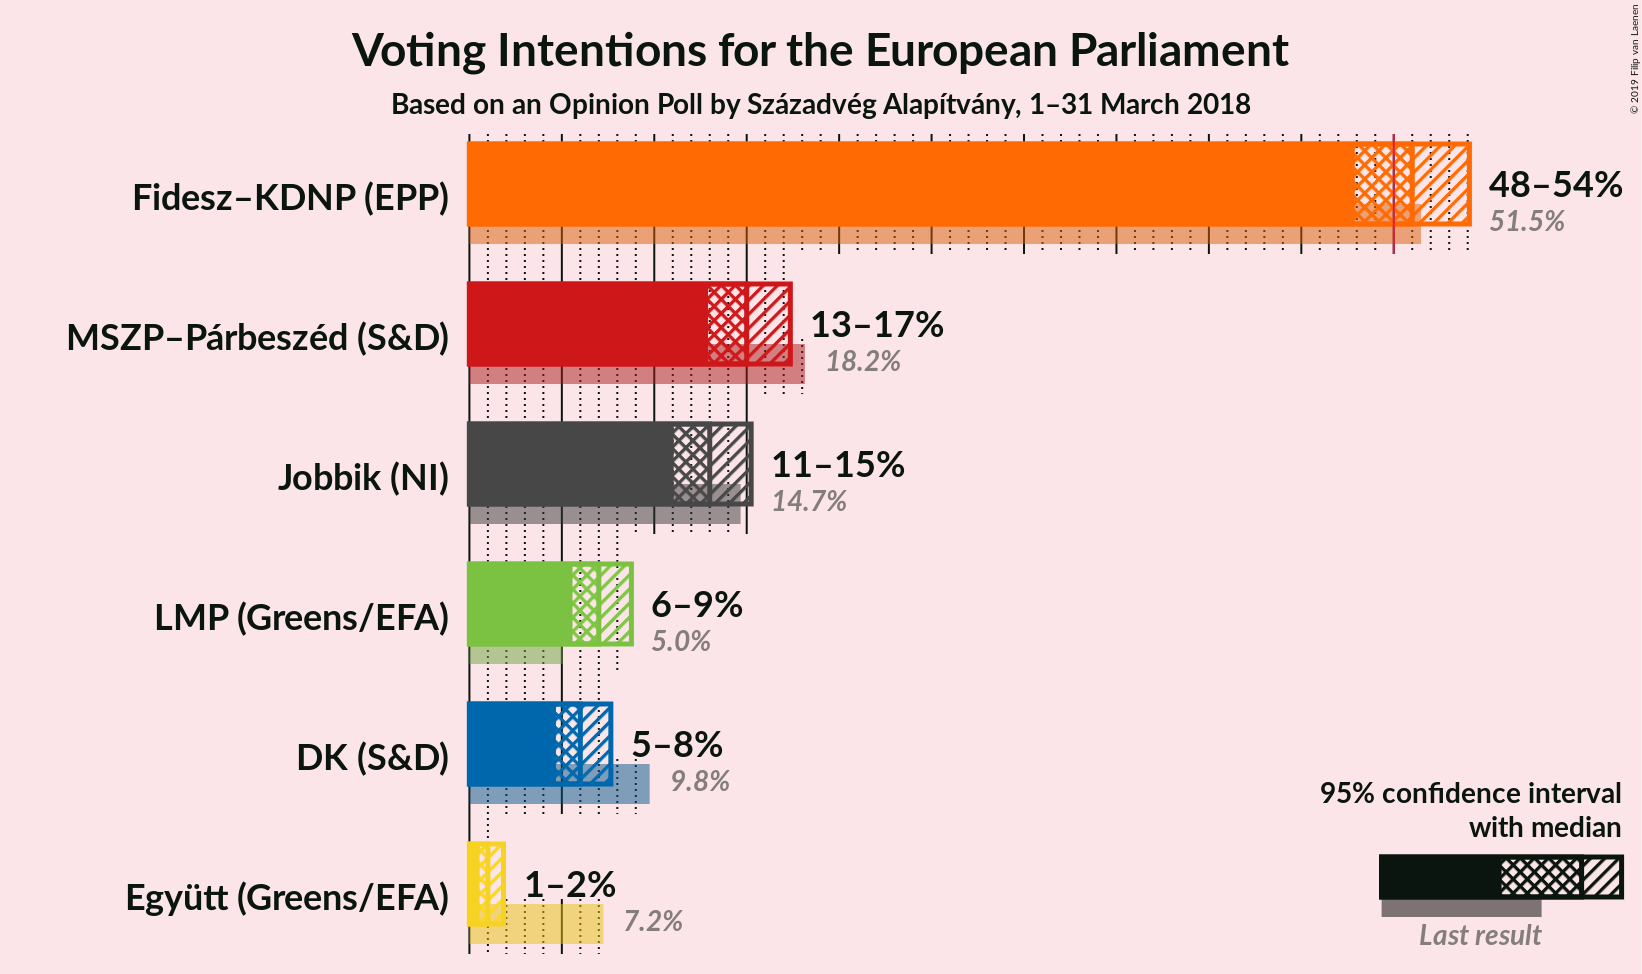 Voting Intentions for the European Parliament
Based on an Opinion Poll by Századvég Alapítvány, 1–31 March 2018
© 2019 Filip van Laenen
Fidesz–KDNP (EPP)
48–54%
51.5%
MSZP–Párbeszéd (S&D)
13–17%
18.2%
Jobbik (NI)
11–15%
14.7%
LMP (Greens/EFA)
6–9%
5.0%
DK (S&D)
5–8%
9.8%
Együtt (Greens/EFA)
1–2%
7.2%
95% confidence interval
with median
Last result